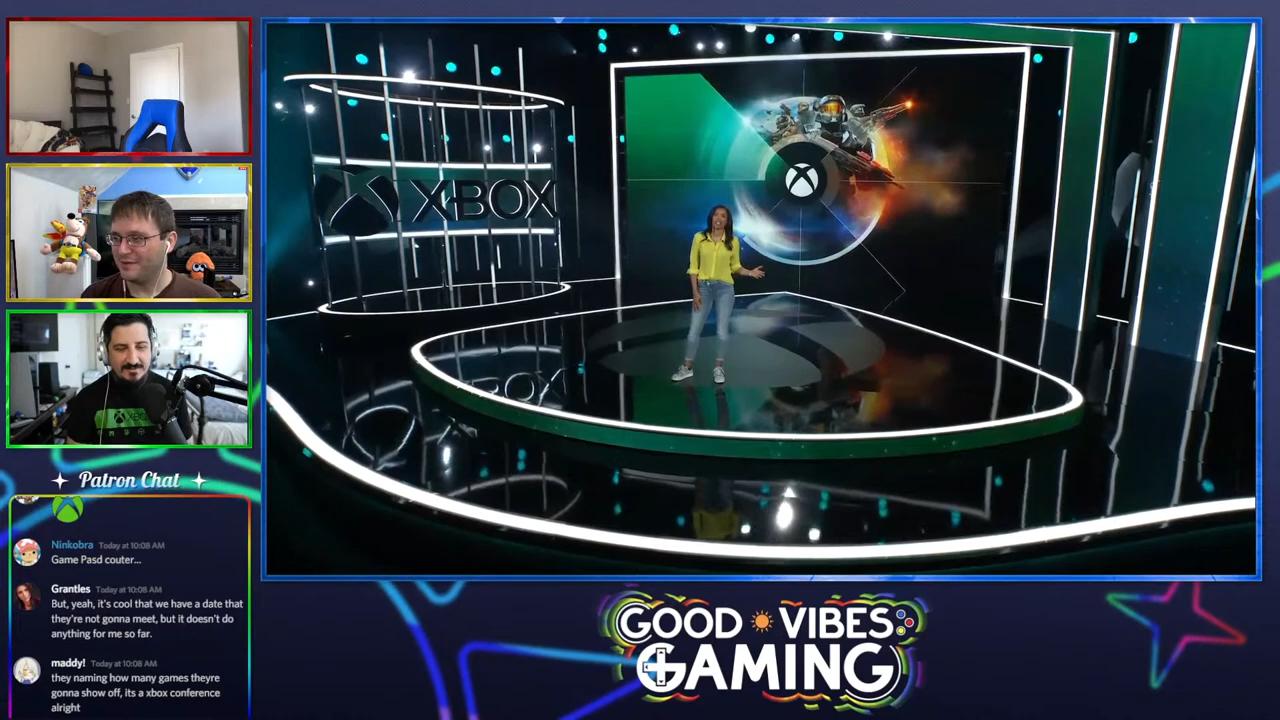 XBOX
Patron Chat
Ninkobra Today at 10:08 AM
Game Pasd couter...
Grantles Today at 10:08 AM
But, yeah, it's cool that we have a date that
they're not gonna meet, but it doesn't do
anything for me so far.
maddy! Today at 10:08 AM
they naming how many games theyre
gonna show off, its a xbox conference
alright
GOOD VIBES
GAMING